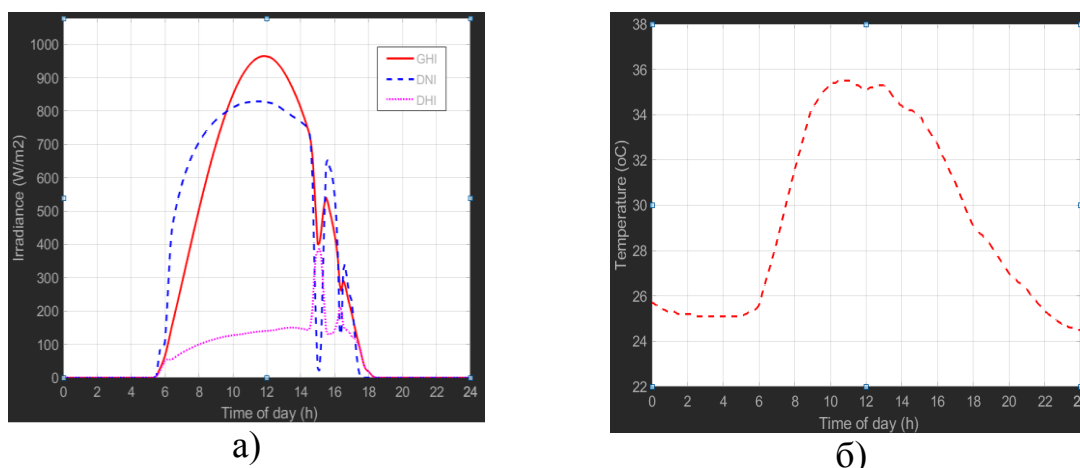 1000
900
800
700
600
500
400
300
200
100
0
Irradiance (W/m2)
GHI
DNI
DHI
0 2 4 6 8 10 12 14 16 18 20 22 24
Time of day (h)
а)
38
36
34
32
30
28
26
24
22
Temperature (oC)
0 2 4 6 8 10 12 14 16 18 20 22 24
Time of day (h)
б)